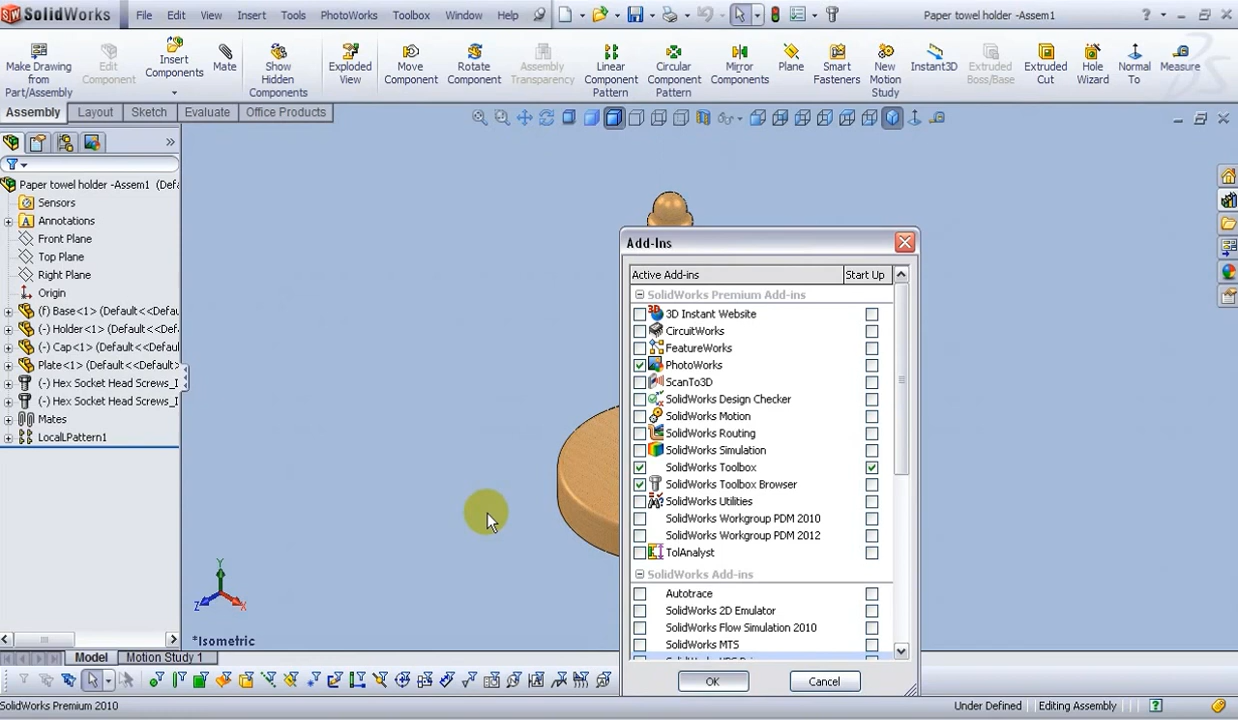 SolidWorks File Edit View Insert Tools PhotoWorks Toolbox Window Help Paper towel holder -Assem1
Make Drawing from Part/Assembly
Edit Component
Insert Components
Mate
Show Hidden Components
Exploded View
Move Component
Rotate Component
Assembly Transparency
Linear Component Pattern
Circular Component Pattern
Mirror Components
Plane
Smart Fasteners
New Motion Study
Instant3D
Extruded Boss/Base
Extruded Cut
Hole Wizard
Normal To
Measure
Assembly Layout Sketch Evaluate Office Products
Paper towel holder -Assem1 (Defa
Sensors
Annotations
Front Plane
Top Plane
Right Plane
Origin
(f) Base<1> (Default<<Defau
(-) Holder<1> (Default<<Def
(-) Cap<1> (Default<<Defau
Plate<1> (Default<<Default
(-) Hex Socket Head Screws_I
(-) Hex Socket Head Screws_I
Mates
LocalLPattern1
Add-Ins
Active Add-ins Start Up
SolidWorks Premium Add-ins
3D Instant Website
CircuitWorks
FeatureWorks
PhotoWorks
ScanTo3D
SolidWorks Design Checker
SolidWorks Motion
SolidWorks Routing
SolidWorks Simulation
SolidWorks Toolbox
SolidWorks Toolbox Browser
SolidWorks Utilities
SolidWorks Workgroup PDM 2010
SolidWorks Workgroup PDM 2012
TolAnalyst
SolidWorks Add-ins
Autotrace
SolidWorks 2D Emulator
SolidWorks Flow Simulation 2010
SolidWorks MTS
OK Cancel
Y
Z X
*Isometric
Model Motion Study 1
SolidWorks Premium 2010 Under Defined Editing Assembly